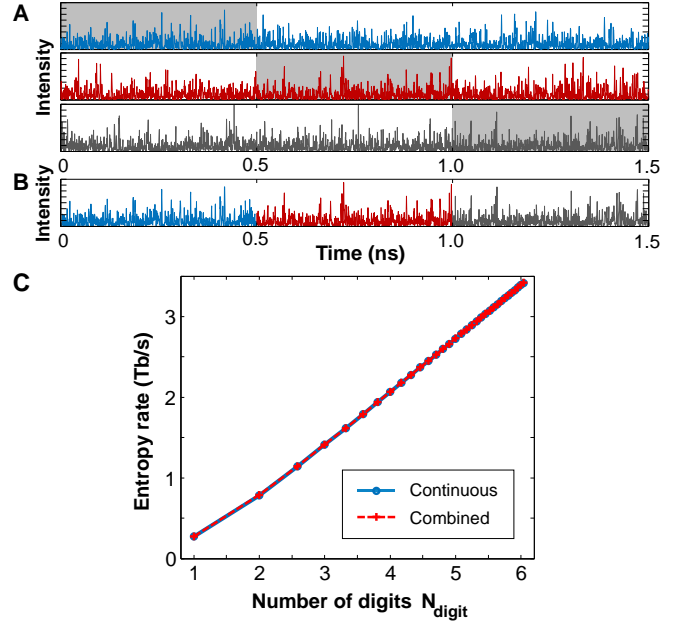 A
Intensity
0 0.5 1.0 1.5
B
Intensity
0 0.5 1.0 1.5
Time (ns)
C
Entropy rate (Tb/s)
3
2
1
0
Continuous
Combined
1 2 3 4 5 6
Number of digits N_digit